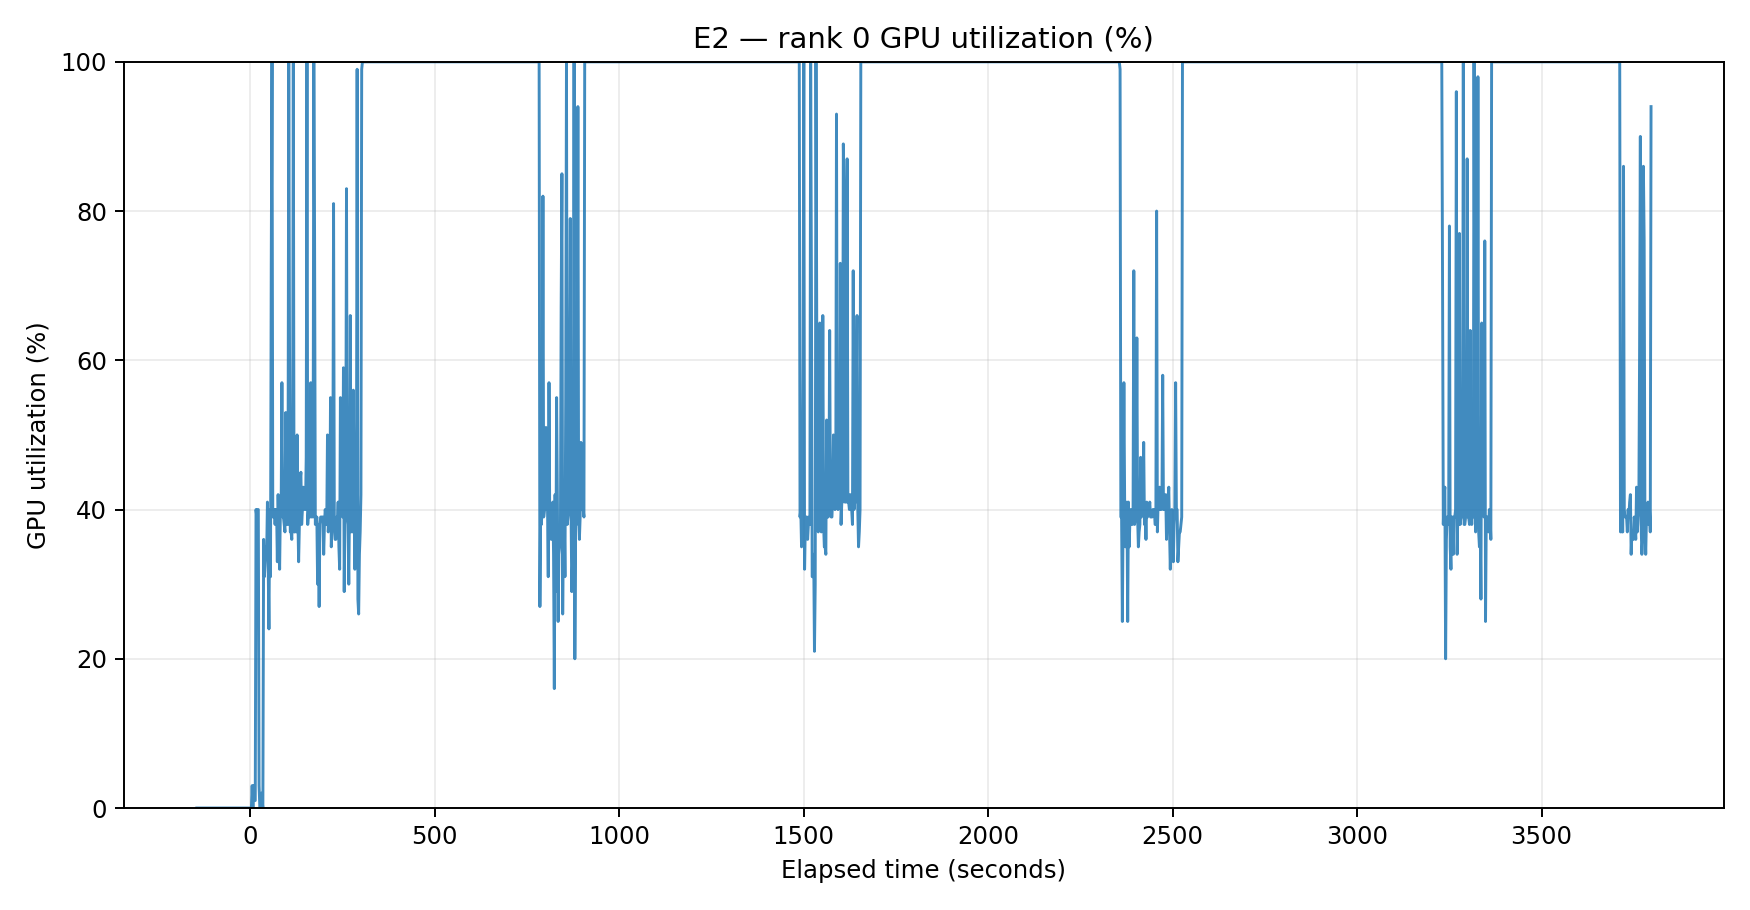 E2 — rank 0 GPU utilization (%)
100
80
60
40
20
0
GPU utilization (%)
0 500 1000 1500 2000 2500 3000 3500
Elapsed time (seconds)